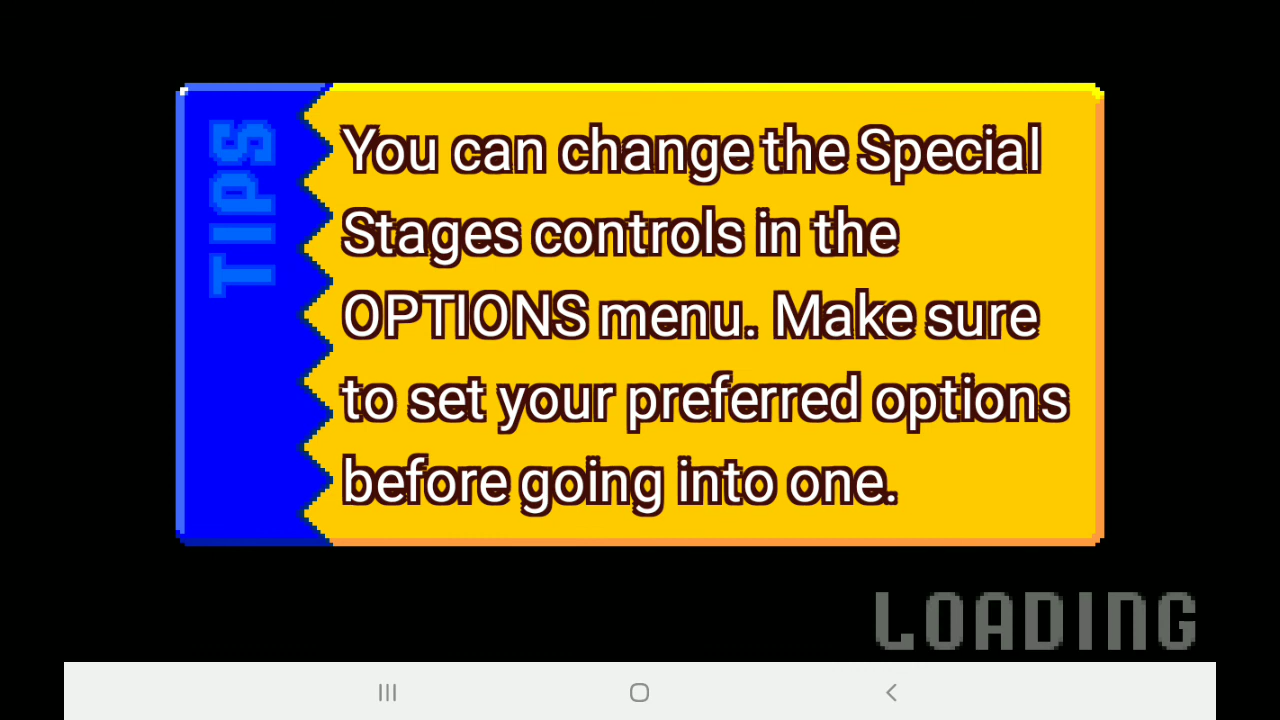 TIPS
You can change the Special
Stages controls in the
OPTIONS menu. Make sure
to set your preferred options
before going into one.
LOADING